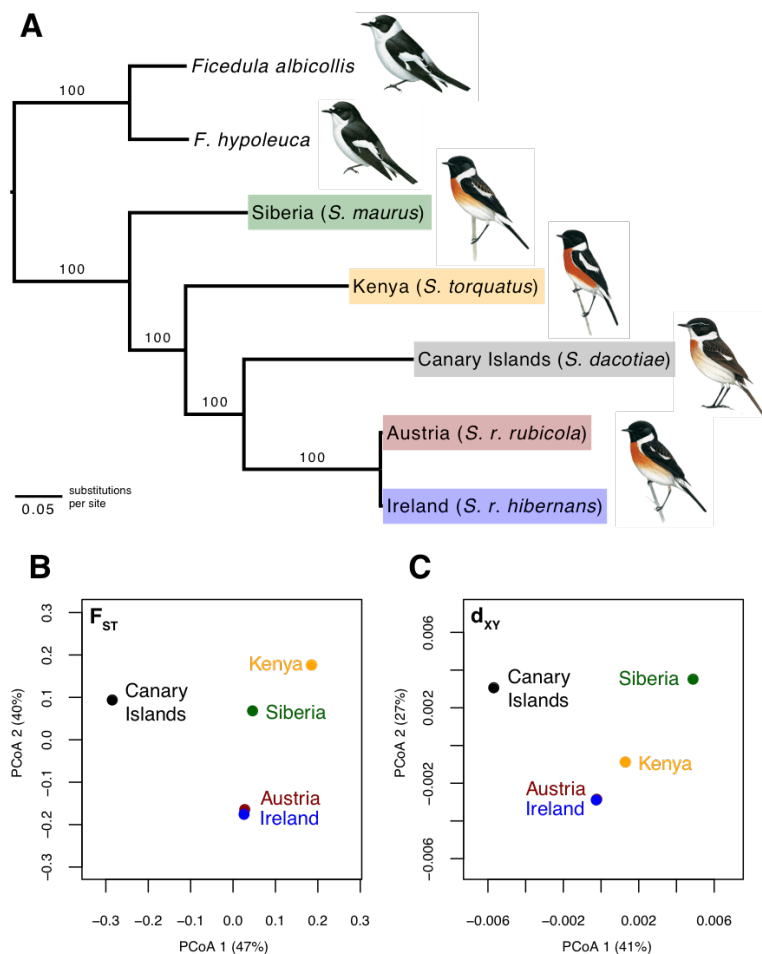 A
100
Ficedula albicollis
F. hypoleuca
100
Siberia (S. maurus)
100
Kenya (S. torquatus)
100
Canary Islands (S. dacotiae)
100
Austria (S. r. rubicola)
Ireland (S. r. hibernans)
substitutions
per site
0.05
B
FST
Kenya
Canary
Islands
Siberia
Austria
Ireland
PCoA 2 (40%)
0.3
0.2
0.1
0.0
−0.1
−0.2
−0.3
−0.3
−0.2
−0.1
0.0
0.1
0.2
0.3
PCoA 1 (47%)
C
dXY
Canary
Islands
Siberia
Kenya
Austria
Ireland
PCoA 2 (27%)
0.006
0.002
−0.002
−0.006
−0.006
−0.002
0.002
0.006
PCoA 1 (41%)